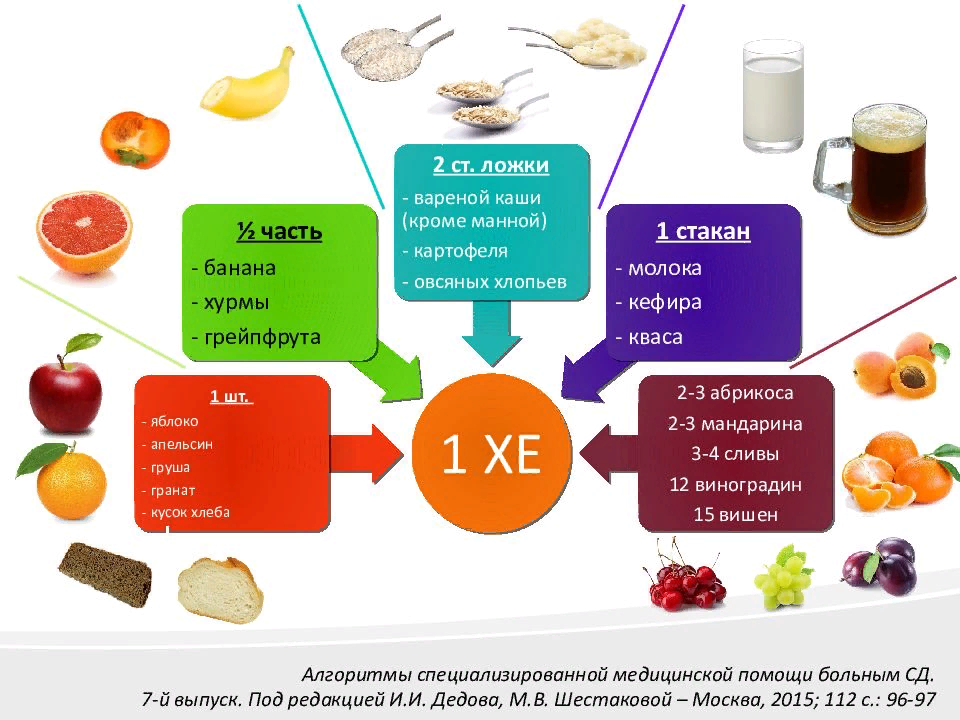 2 ст. ложки
- вареной каши
(кроме манной)
- картофеля
- овсяных хлопьев
½ часть
- банана
- хурмы
- грейпфрута
1 стакан
- молока
- кефира
- кваса
1 шт.
- яблоко
- апельсин
- груша
- гранат
- кусок хлеба
1 ХЕ
2-3 абрикоса
2-3 мандарина
3-4 сливы
12 виноградин
15 вишен
Алгоритмы специализированной медицинской помощи больным СД.
7-й выпуск. Под редакцией И.И. Дедова, М.В. Шестаковой – Москва, 2015; 112 с.: 96-97